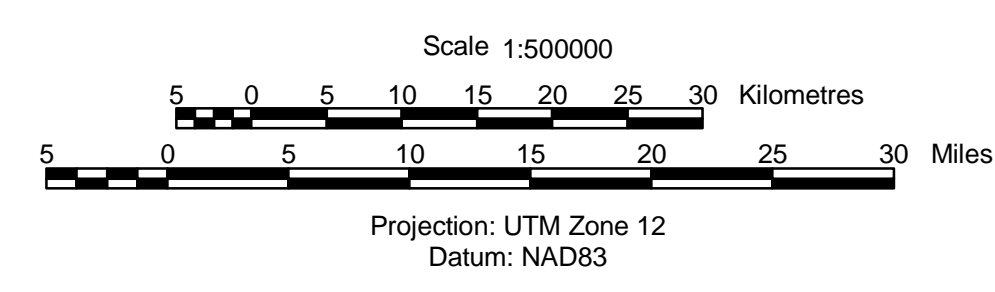 Scale 1:500000
5 0 5 10 15 20 25 30 Kilometres
5 0 5 10 15 20 25 30 Miles
Projection: UTM Zone 12
Datum: NAD83